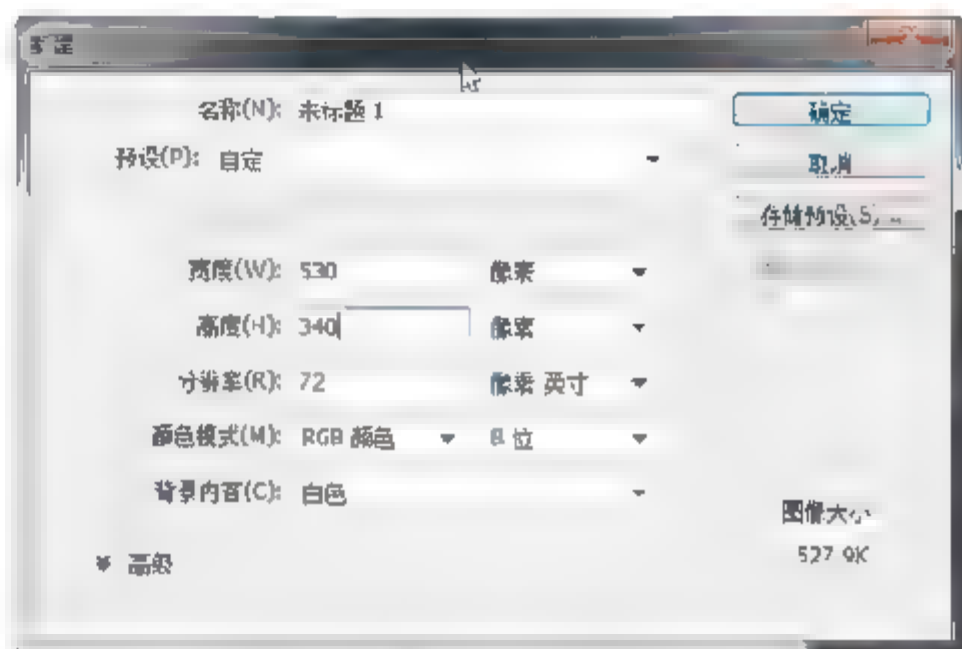 新建
名称(N): 未标题 1
确定
预设(P): 自定
取消
存储预设(S)...
宽度(W): 530 像素
高度(H): 340 像素
分辨率(R): 72 像素/英寸
颜色模式(M): RGB 颜色 8 位
背景内容(C): 白色
图像大小:
527.9K
高级